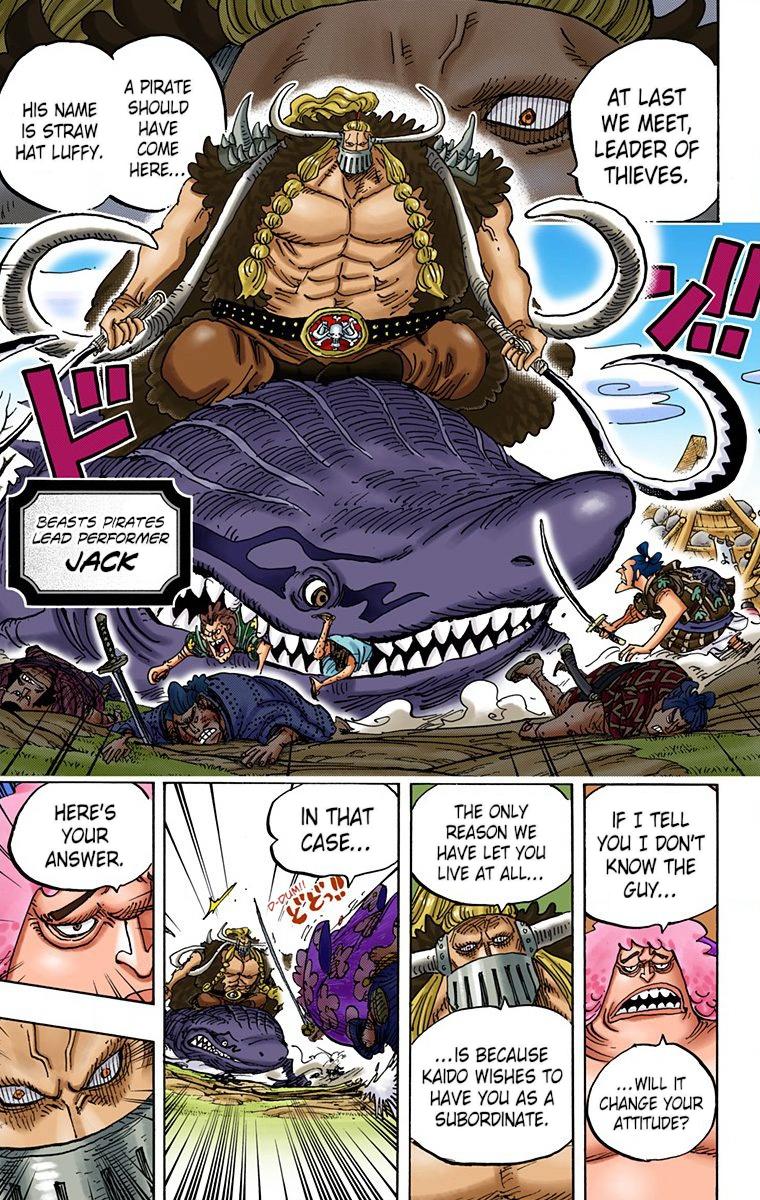 AT LAST
WE MEET,
LEADER OF
THIEVES.
A PIRATE
SHOULD
HAVE
COME
HERE...
HIS NAME
IS STRAW
HAT LUFFY.
ドン!!
BEASTS PIRATES
LEAD PERFORMER
JACK
IF I TELL
YOU I DON'T
KNOW THE
GUY...
...WILL IT
CHANGE YOUR
ATTITUDE?
THE ONLY
REASON WE
HAVE LET YOU
LIVE AT ALL...
...IS BECAUSE
KAIDO WISHES TO
HAVE YOU AS A
SUBORDINATE.
IN THAT
CASE...
D-DUM!!
どどっ!!
HERE'S
YOUR
ANSWER.